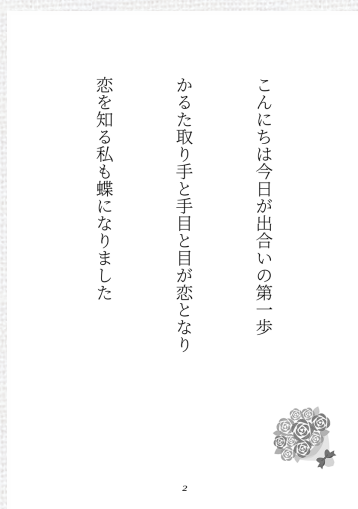 こんにちは今日が出合いの第一歩
かるた取り手と手目と目が恋となり
恋を知る私も蝶になりました
2